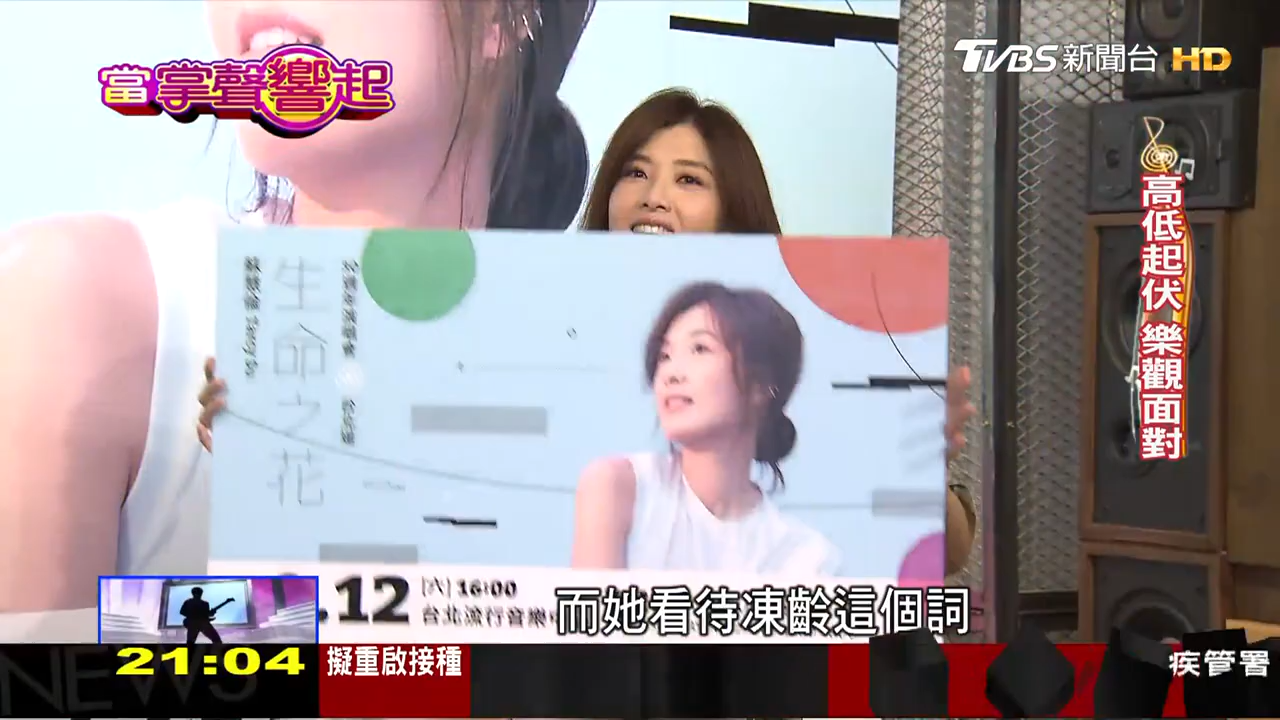 當掌聲響起
TVBS新聞台 HD
高低起伏 樂觀面對
生命之花
12 [六] 16:00
台北流行音樂
而她看待凍齡這個詞
NEWS
21:04
擬重啟接種
疾管署